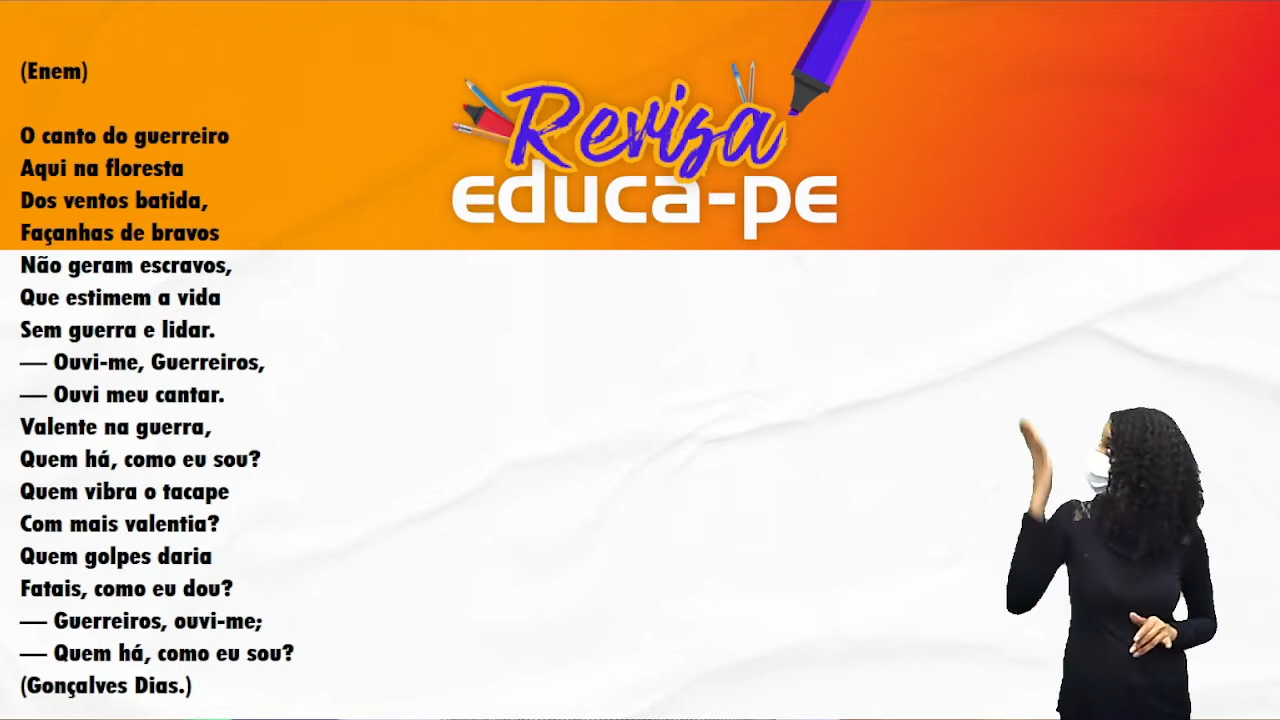 (Enem)
O canto do guerreiro
Aqui na floresta
Dos ventos batida,
Façanhas de bravos
Não geram escravos,
Que estimem a vida
Sem guerra e lidar.
— Ouvi-me, Guerreiros,
— Ouvi meu cantar.
Valente na guerra,
Quem há, como eu sou?
Quem vibra o tacape
Com mais valentia?
Quem golpes daria
Fatais, como eu dou?
— Guerreiros, ouvi-me;
— Quem há, como eu sou?
(Gonçalves Dias.)
Revisa
educa-pe